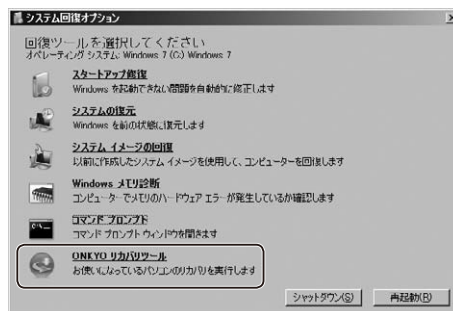 システム回復オプション
回復ツールを選択してください
オペレーティング システム: Windows 7 (C:) Windows 7
スタートアップ修復
Windows を起動できない問題を自動的に修正します
システムの復元
Windows を前の状態に復元します
システム イメージの回復
以前に作成したシステム イメージを使用して、コンピューターを回復します
Windows メモリ診断
コンピューターでメモリのハードウェア エラーが発生しているか確認します
コマンド プロンプト
コマンド プロンプト ウィンドウを開きます
ONKYO リカバリツール
お使いになっているパソコンのリカバリを実行します
シャットダウン(S)
再起動(R)